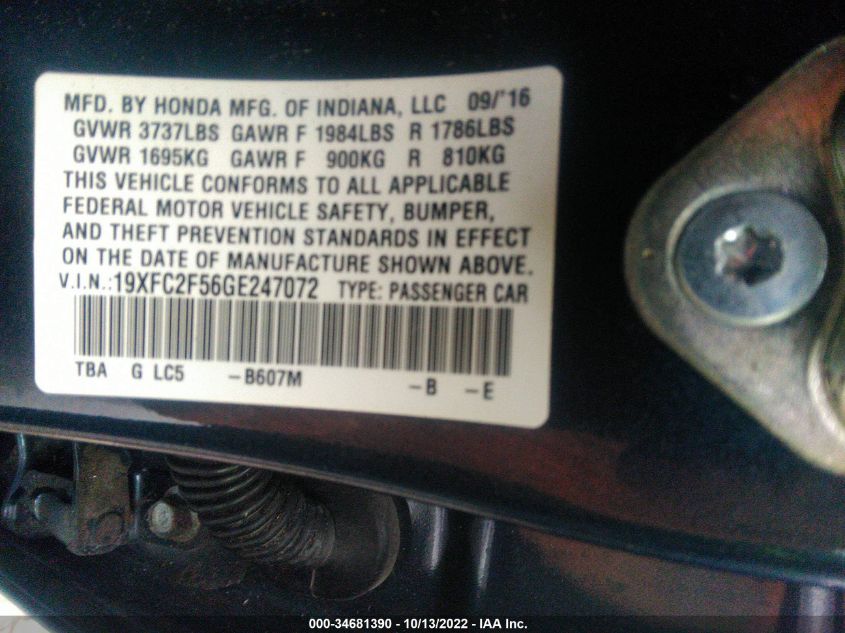 MFD. BY HONDA MFG. OF INDIANA, LLC 09/'16
GVWR 3737LBS GAWR F 1984LBS R 1786LBS
GVWR 1695KG GAWR F 900KG R 810KG
THIS VEHICLE CONFORMS TO ALL APPLICABLE
FEDERAL MOTOR VEHICLE SAFETY, BUMPER,
AND THEFT PREVENTION STANDARDS IN EFFECT
ON THE DATE OF MANUFACTURE SHOWN ABOVE.
V.I.N.:19XFC2F56GE247072 TYPE: PASSENGER CAR
TBA G LC5 -B607M -B -E
000-34681390 - 10/13/2022 - IAA Inc.